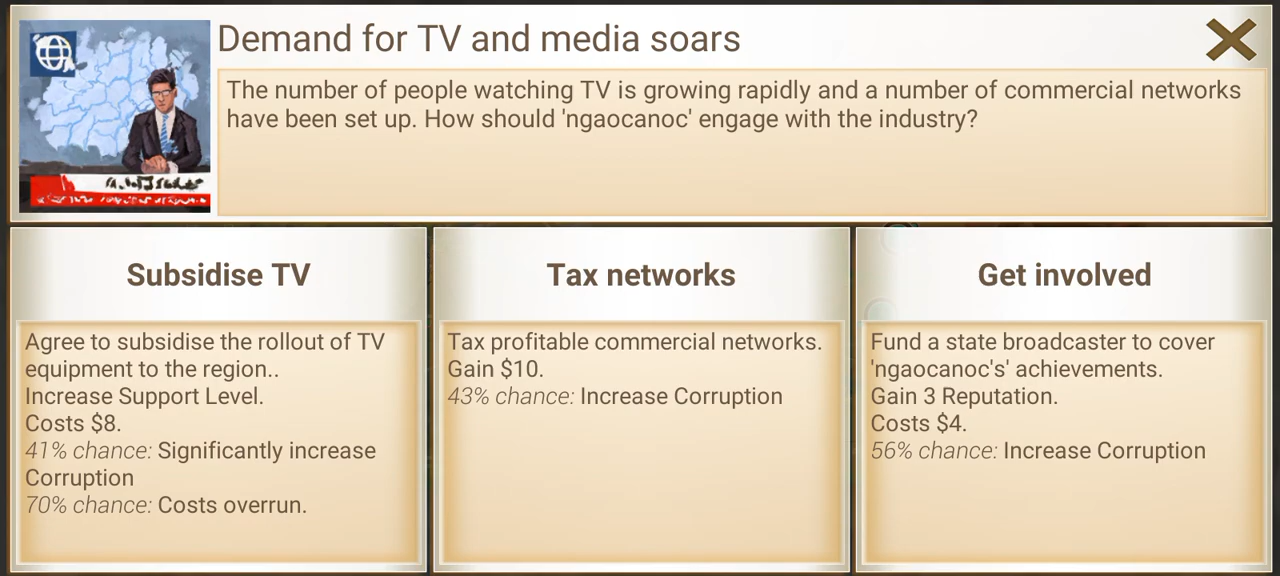 Demand for TV and media soars
The number of people watching TV is growing rapidly and a number of commercial networks
have been set up. How should 'ngaocanoc' engage with the industry?
Subsidise TV
Agree to subsidise the rollout of TV
equipment to the region..
Increase Support Level.
Costs $8.
41% chance: Significantly increase
Corruption
70% chance: Costs overrun.
Tax networks
Tax profitable commercial networks.
Gain $10.
43% chance: Increase Corruption
Get involved
Fund a state broadcaster to cover
'ngaocanoc's' achievements.
Gain 3 Reputation.
Costs $4.
56% chance: Increase Corruption